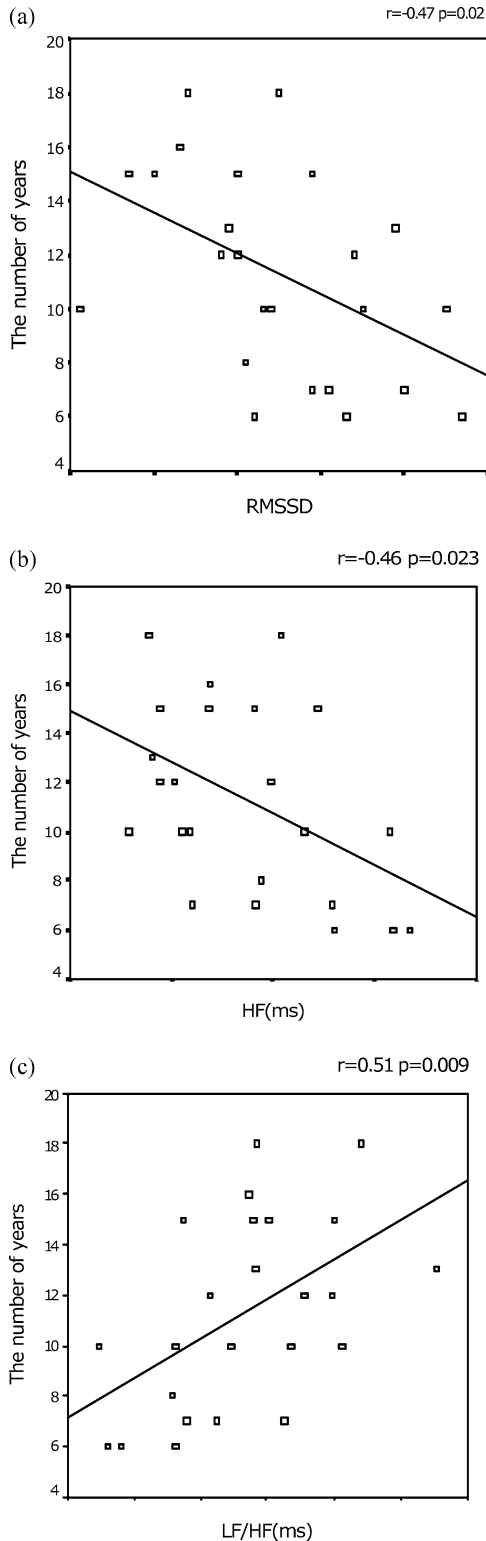 (a)
r=-0.47 p=0.02
20
18
16
14
12
10
8
6
4
The number of years
RMSSD
(b)
r=-0.46 p=0.023
20
18
16
14
12
10
8
6
4
The number of years
HF(ms)
(c)
r=0.51 p=0.009
20
18
16
14
12
10
8
6
4
The number of years
LF/HF(ms)